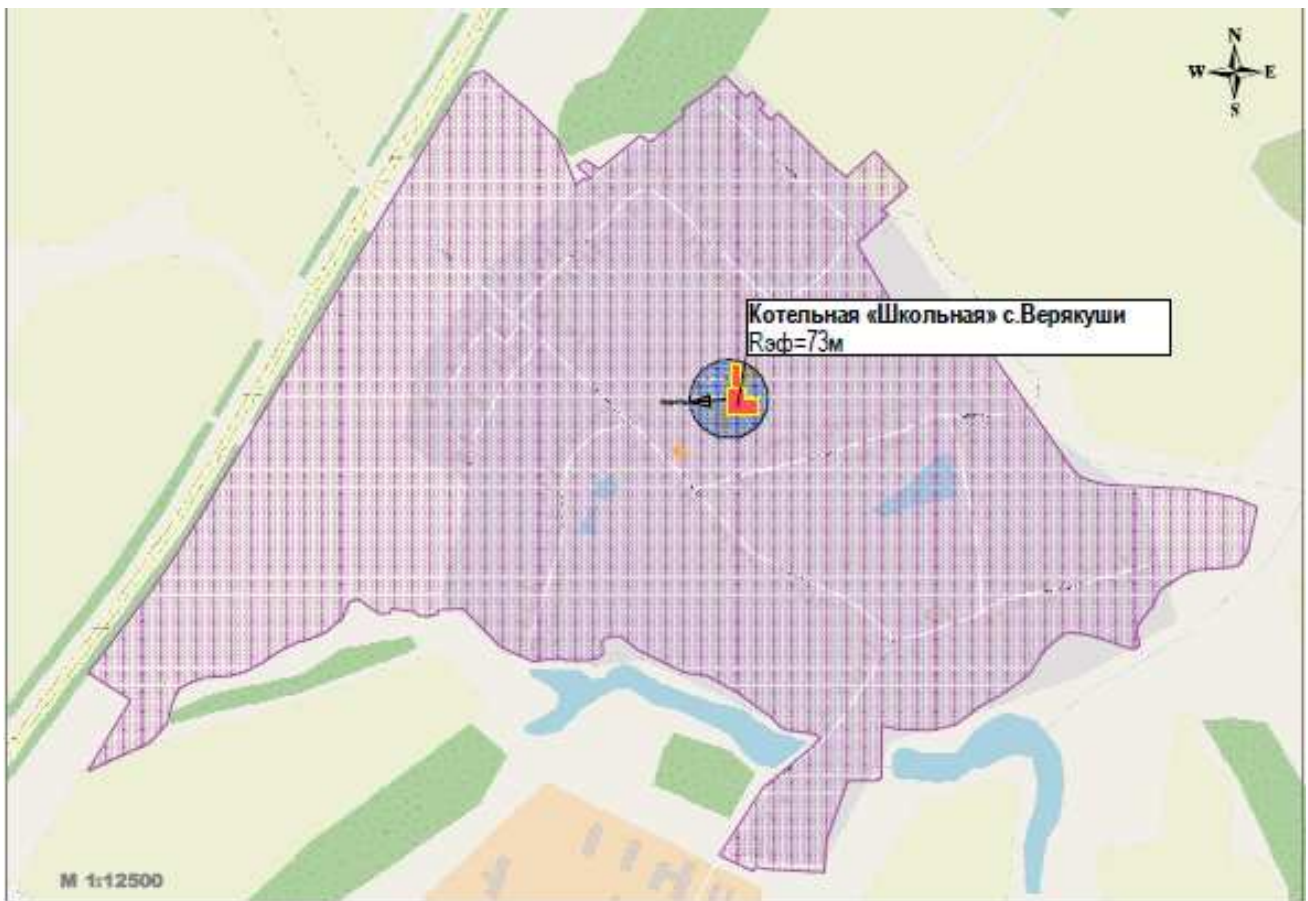 N
W E
S
Котельная «Школьная» с.Верякуши
Rэф=73м
М 1:12500